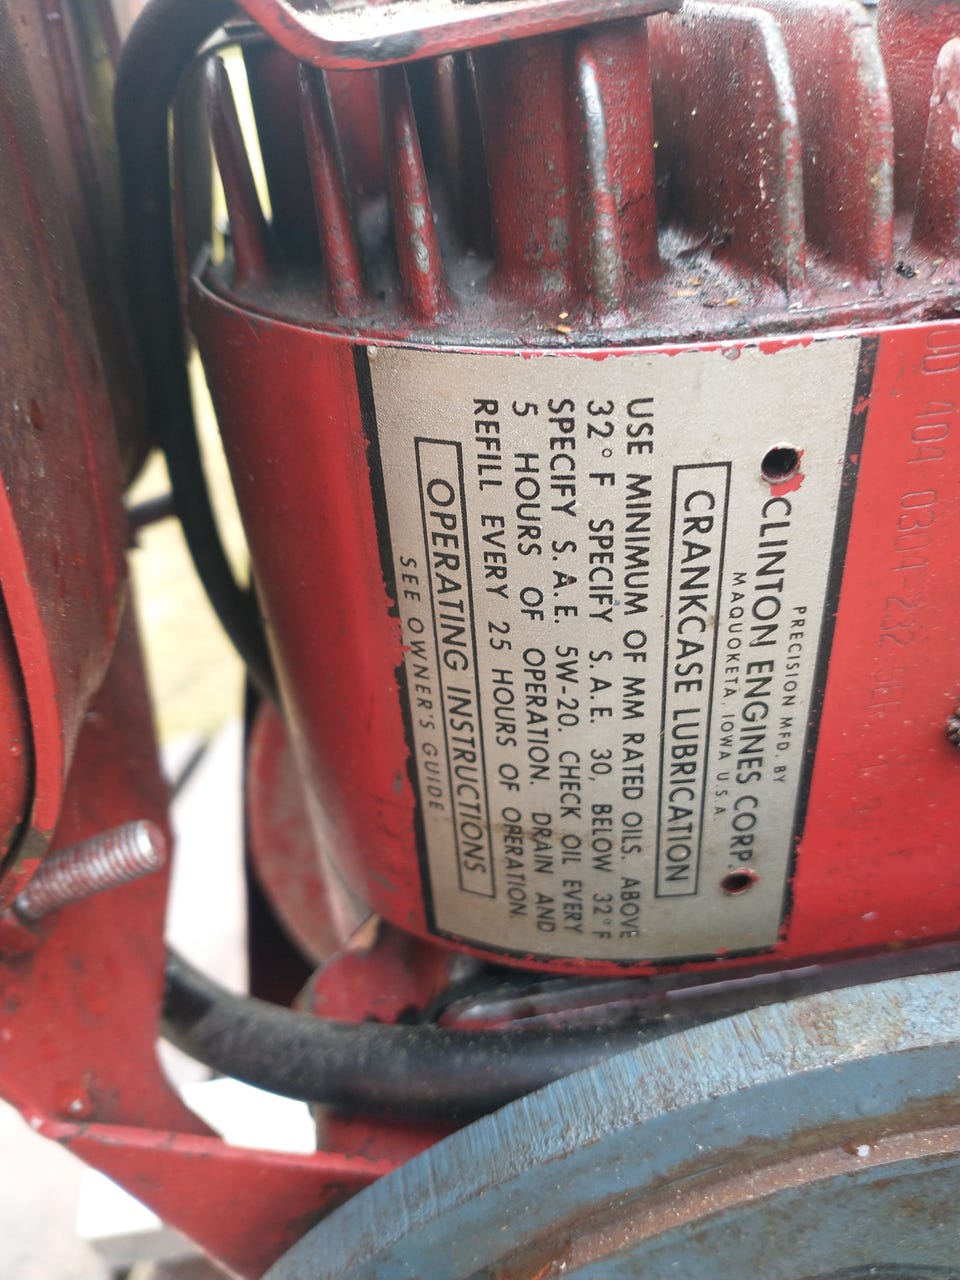 PRECISION MFD. BY
CLINTON ENGINES CORP.
MAQUOKETA, IOWA U.S.A.
CRANKCASE LUBRICATION
USE MINIMUM OF MM RATED OILS. ABOVE
32° F SPECIFY S.A.E. 30, BELOW 32° F
SPECIFY S.A.E. 5W-20. CHECK OIL EVERY
5 HOURS OF OPERATION. DRAIN AND
REFILL EVERY 25 HOURS OF OPERATION.
OPERATING INSTRUCTIONS
SEE OWNER'S GUIDE